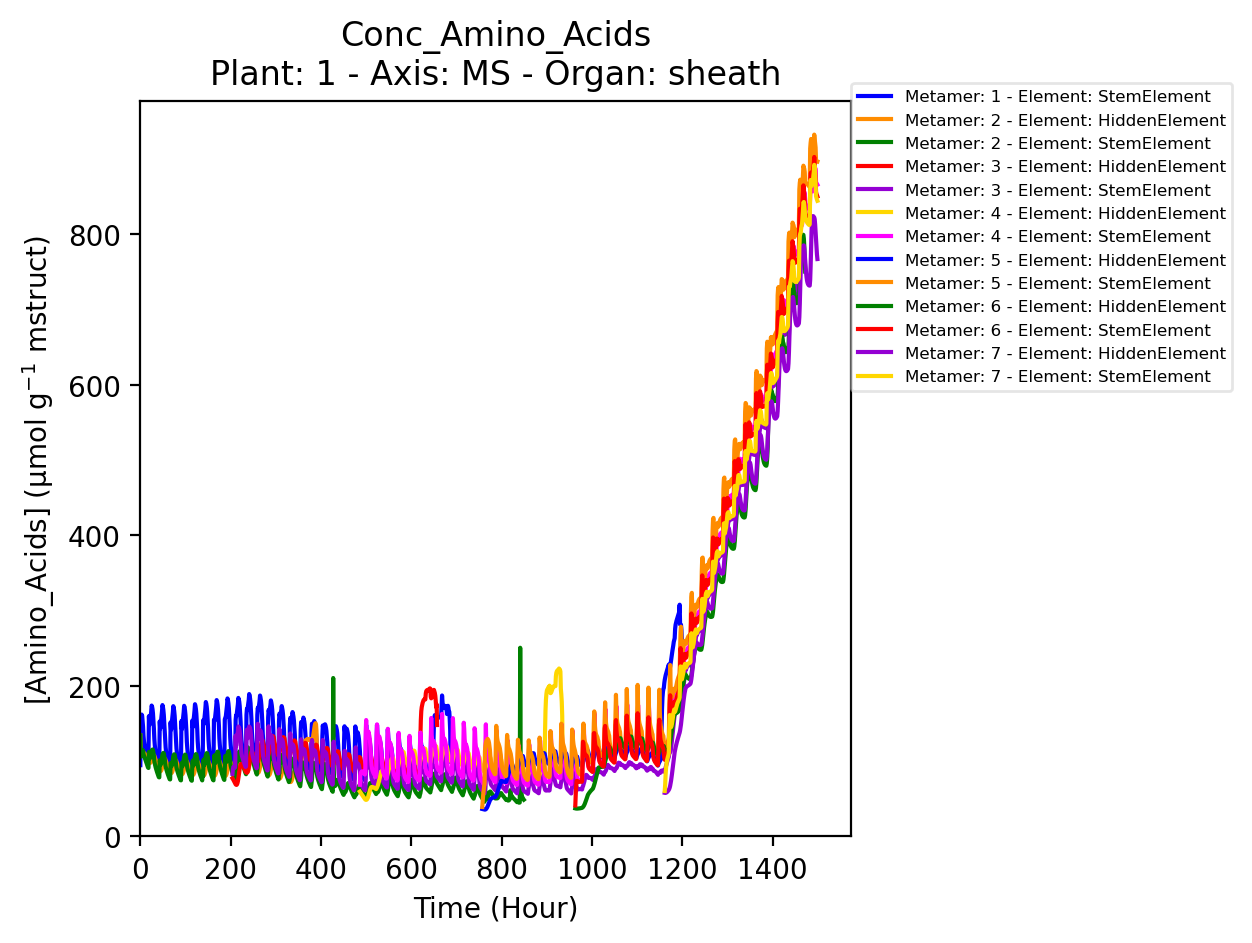 Conc_Amino_Acids
Plant: 1 - Axis: MS - Organ: sheath
Metamer: 1 - Element: StemElement
Metamer: 2 - Element: HiddenElement
Metamer: 2 - Element: StemElement
Metamer: 3 - Element: HiddenElement
Metamer: 3 - Element: StemElement
Metamer: 4 - Element: HiddenElement
Metamer: 4 - Element: StemElement
Metamer: 5 - Element: HiddenElement
Metamer: 5 - Element: StemElement
Metamer: 6 - Element: HiddenElement
Metamer: 6 - Element: StemElement
Metamer: 7 - Element: HiddenElement
Metamer: 7 - Element: StemElement
[Amino_Acids] (µmol g⁻¹ mstruct)
800
600
400
200
0
0 200 400 600 800 1000 1200 1400
Time (Hour)